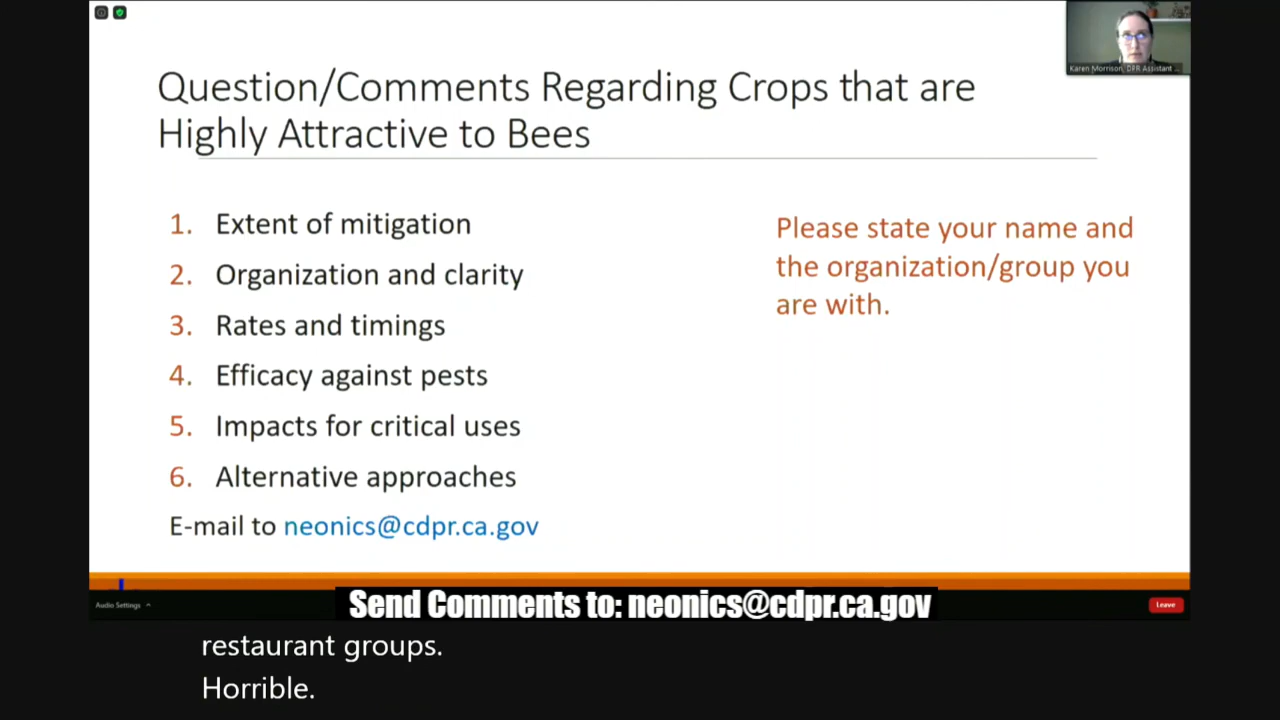 Question/Comments Regarding Crops that are
Highly Attractive to Bees
Karen Morrison, DPR Assistant ...
1. Extent of mitigation
2. Organization and clarity
3. Rates and timings
4. Efficacy against pests
5. Impacts for critical uses
6. Alternative approaches
E-mail to neonics@cdpr.ca.gov
Please state your name and
the organization/group you
are with.
Audio Settings
Send Comments to: neonics@cdpr.ca.gov
Leave
restaurant groups.
Horrible.